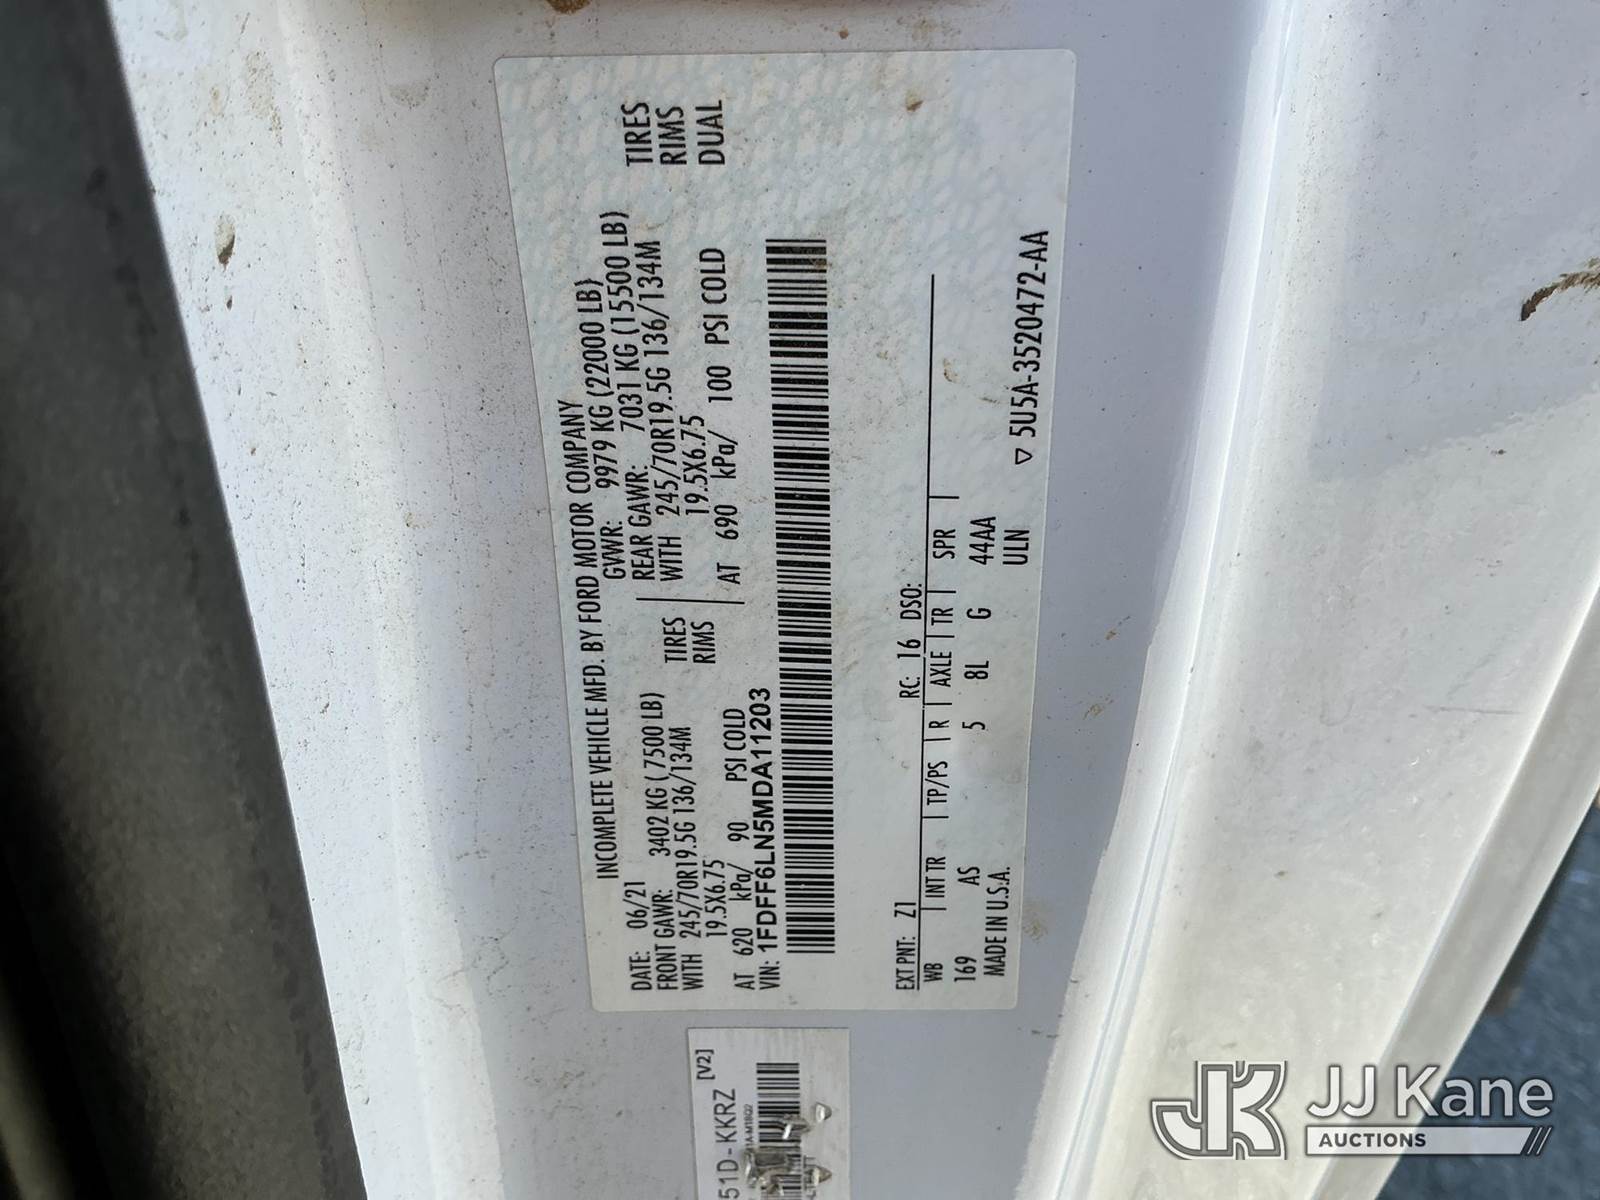 INCOMPLETE VEHICLE MFD. BY FORD MOTOR COMPANY
DATE: 06/21 GVWR: 9979 KG (22000 LB)
FRONT GAWR: 3402 KG (7500 LB) REAR GAWR: 7031 KG (15500 LB)
WITH 245/70R19.5G 136/134M TIRES WITH 245/70R19.5G 136/134M TIRES
19.5X6.75 RIMS 19.5X6.75 RIMS
AT 620 kPa/ 90 PSI COLD AT 690 kPa/ 100 PSI COLD DUAL
VIN: 1FDFF6LN5MDA11203
EXT PNT: Z1 RC: 16 DSO:
WB INT TR TP/PS R AXLE TR SPR
169 AS 5 8L G 44AA
MADE IN U.S.A. ULN
▽ 5U5A-3520472-AA
51D-KKRZ [V2]
JK JJ Kane
AUCTIONS